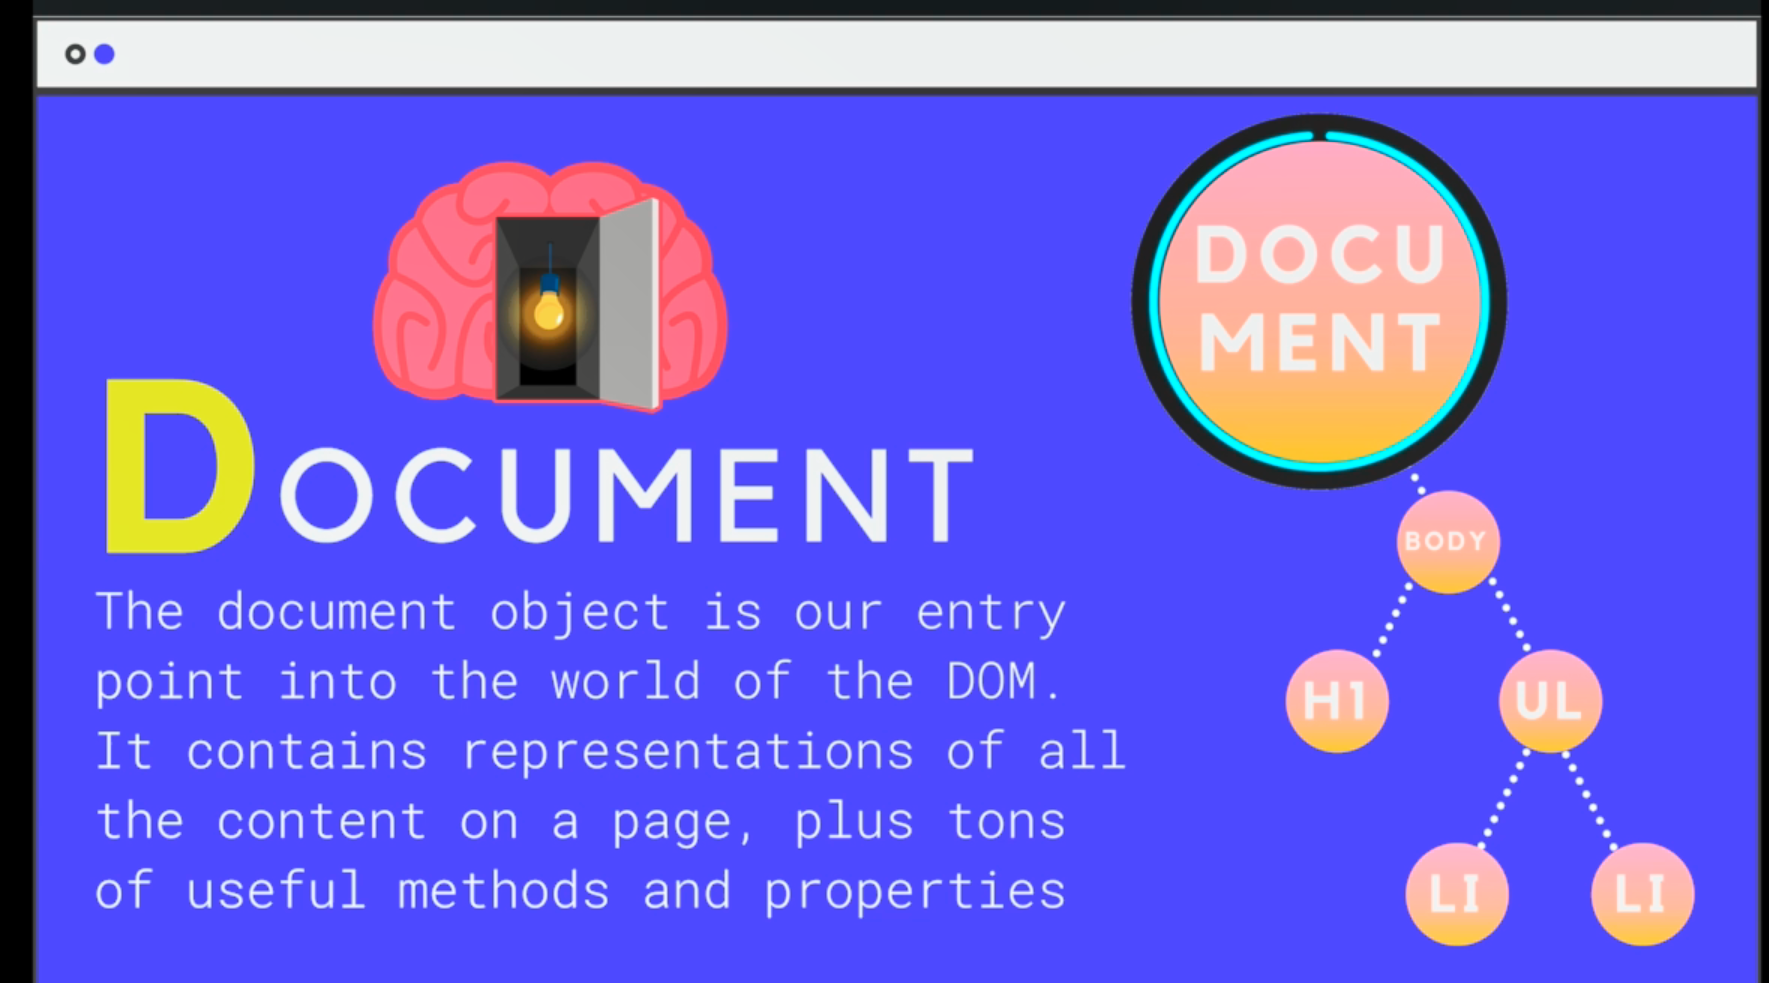 DOCUMENT
The document object is our entry
point into the world of the DOM.
It contains representations of all
the content on a page, plus tons
of useful methods and properties
DOCU
MENT
BODY
H1
UL
LI
LI